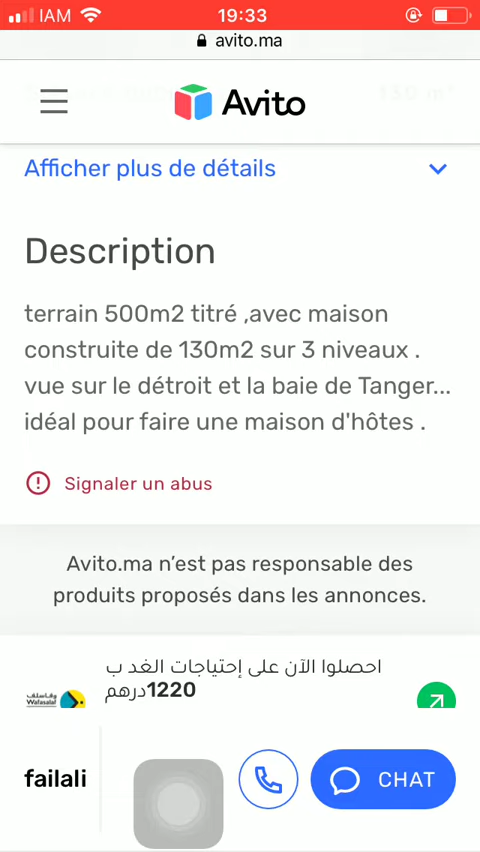 IAM 19:33
avito.ma
Avito
Afficher plus de détails
Description
terrain 500m2 titré ,avec maison
construite de 130m2 sur 3 niveaux .
vue sur le détroit et la baie de Tanger...
idéal pour faire une maison d'hôtes .
Signaler un abus
Avito.ma n’est pas responsable des
produits proposés dans les annonces.
احصلوا الآن على إحتياجات الغد ب
1220درهم
وفاسلف
Wafasalaf
failali
CHAT